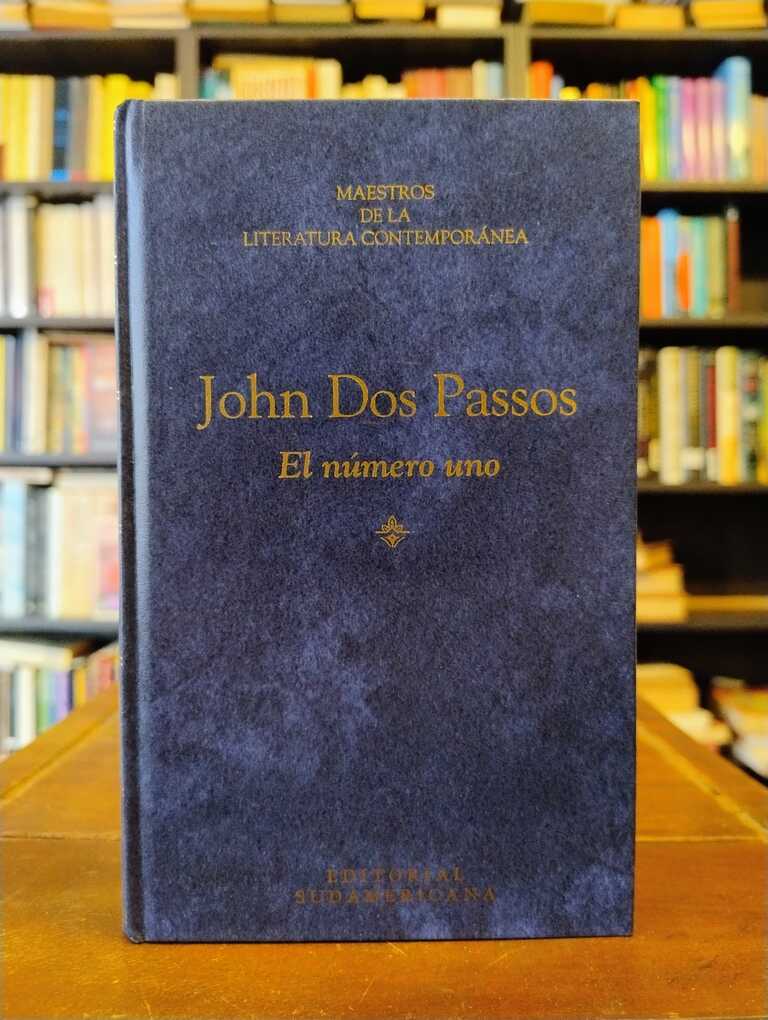 MAESTROS
DE LA
LITERATURA CONTEMPORÁNEA
John Dos Passos
El número uno
EDITORIAL
SUDAMERICANA